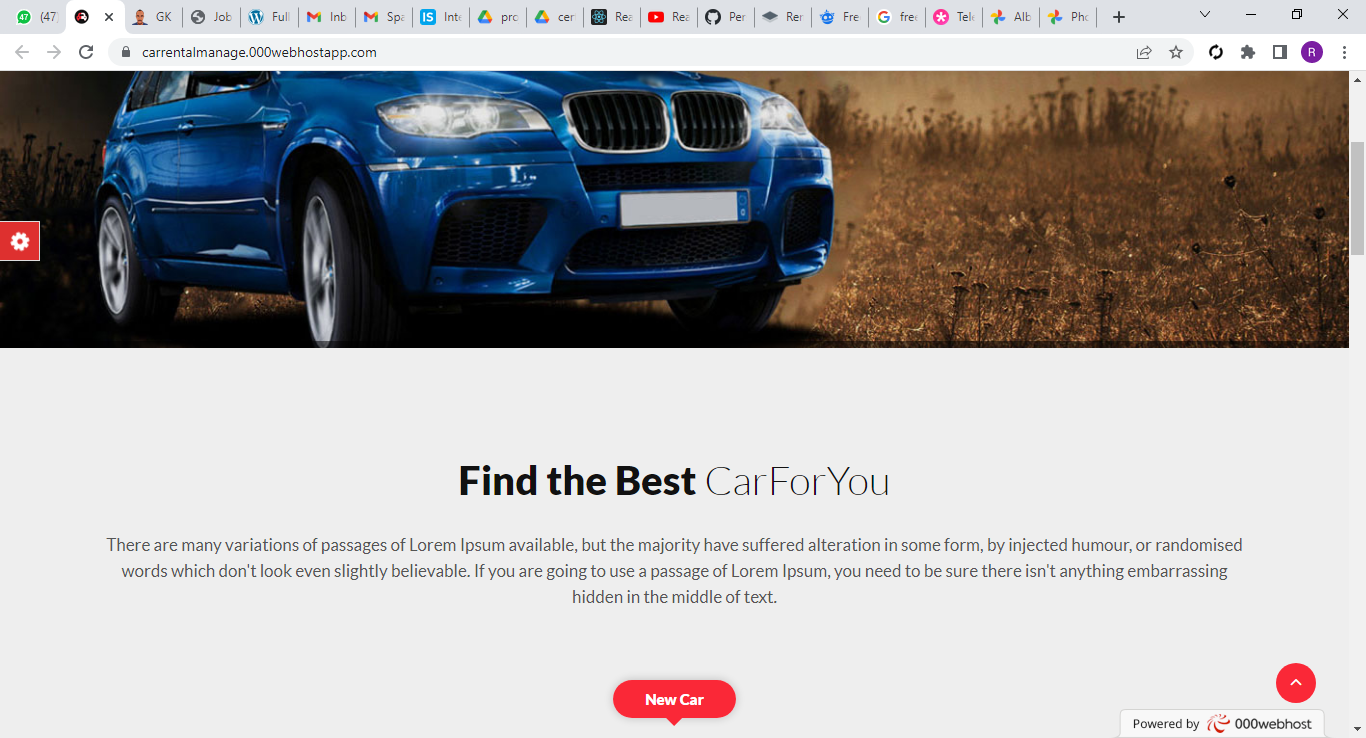 (47)
GK
Job
Full
Inb
Spa
Inte
pro
cer
Rea
Rea
Per
Rer
Fre
free
Tele
Alb
Pho
carrentalmanage.000webhostapp.com
R
Find the Best CarForYou
There are many variations of passages of Lorem Ipsum available, but the majority have suffered alteration in some form, by injected humour, or randomised
words which don't look even slightly believable. If you are going to use a passage of Lorem Ipsum, you need to be sure there isn't anything embarrassing
hidden in the middle of text.
New Car
Powered by 000webhost